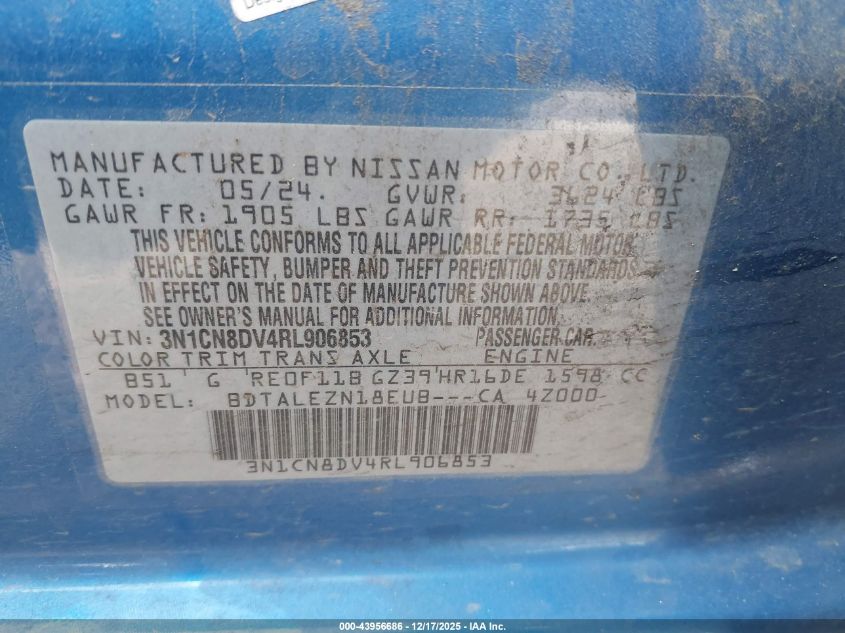 MANUFACTURED BY NISSAN MOTOR CO., LTD.
DATE: 05/24. GVWR: 3624 LBS
GAWR FR: 1905 LBS GAWR RR: 1735 LBS
THIS VEHICLE CONFORMS TO ALL APPLICABLE FEDERAL MOTOR
VEHICLE SAFETY, BUMPER AND THEFT PREVENTION STANDARDS
IN EFFECT ON THE DATE OF MANUFACTURE SHOWN ABOVE.
SEE OWNER'S MANUAL FOR ADDITIONAL INFORMATION.
VIN: 3N1CN8DV4RL906853 PASSENGER CAR
COLOR TRIM TRANS AXLE ENGINE
B51 G RE0F11B GZ39 HR16DE 1598 CC
MODEL: BDTALEZN18EUB---CA 4Z000
3N1CN8DV4RL906853
000-43956686 - 12/17/2025 - IAA Inc.